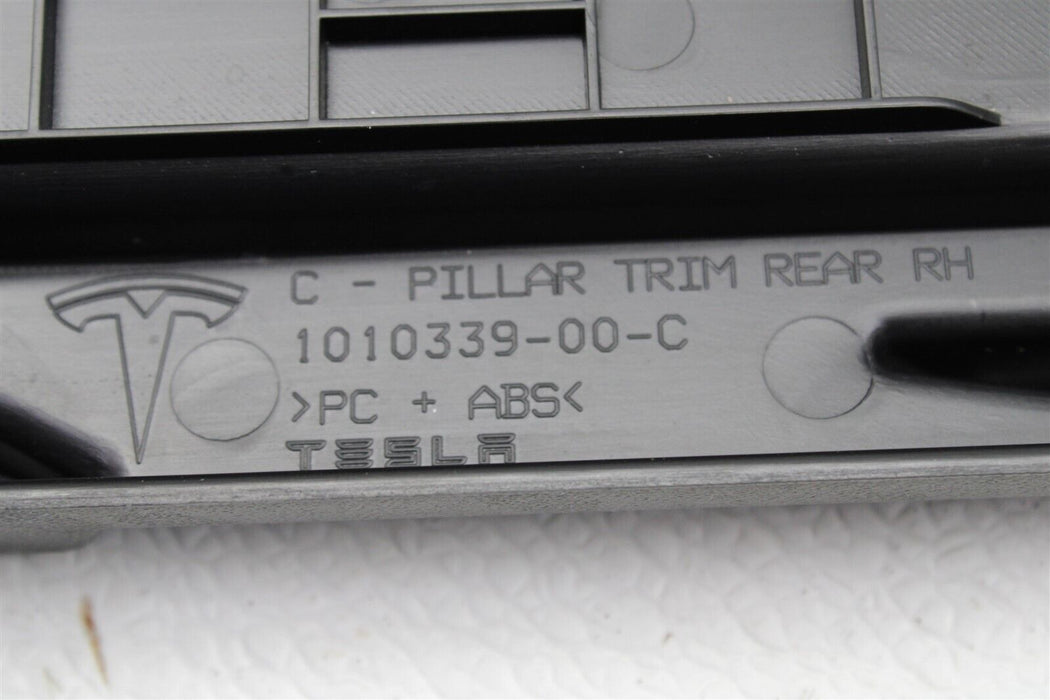 C - PILLAR TRIM REAR RH
1010339-00-C
>PC + ABS<
TESLA